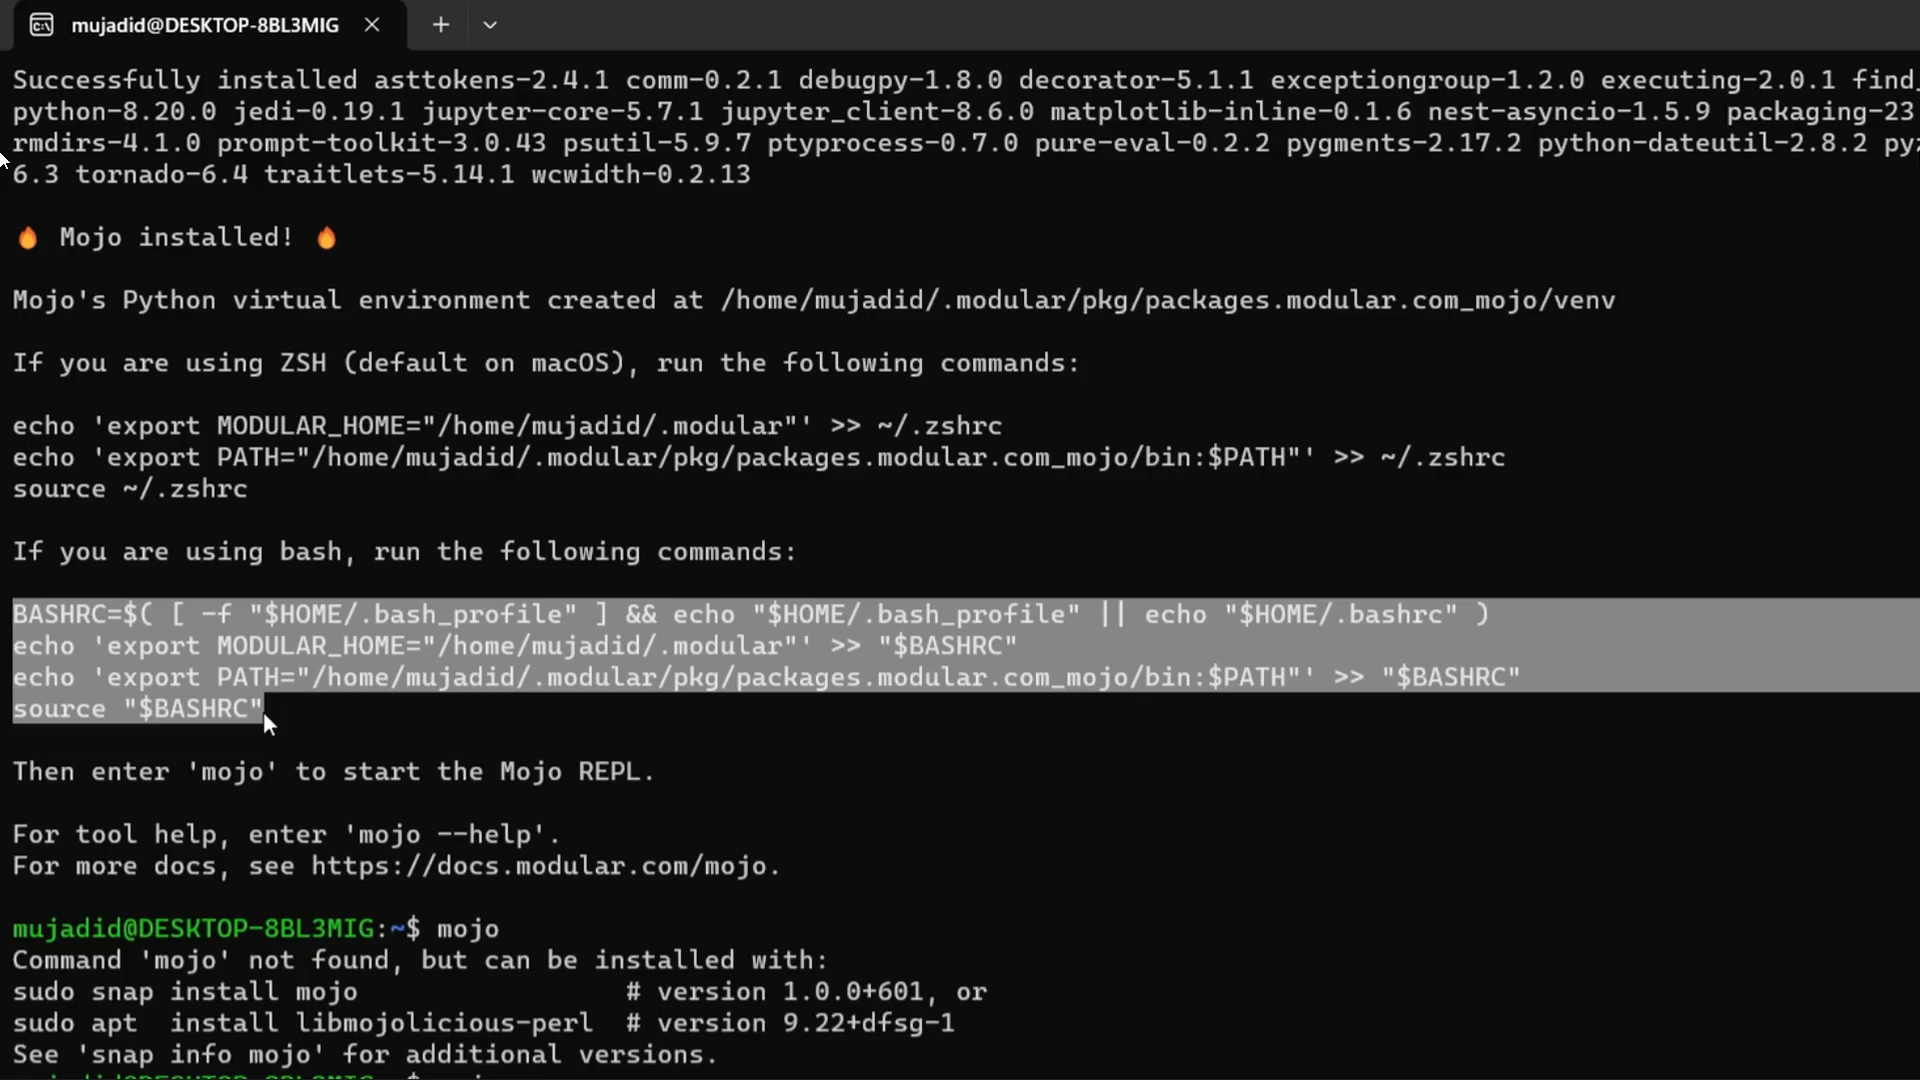 mujadid@DESKTOP-8BL3MIG
Successfully installed asttokens-2.4.1 comm-0.2.1 debugpy-1.8.0 decorator-5.1.1 exceptiongroup-1.2.0 executing-2.0.1 find_
python-8.20.0 jedi-0.19.1 jupyter-core-5.7.1 jupyter_client-8.6.0 matplotlib-inline-0.1.6 nest-asyncio-1.5.9 packaging-23
rmdirs-4.1.0 prompt-toolkit-3.0.43 psutil-5.9.7 ptyprocess-0.7.0 pure-eval-0.2.2 pygments-2.17.2 python-dateutil-2.8.2
6.3 tornado-6.4 traitlets-5.14.1 wcwidth-0.2.13
🔥 Mojo installed! 🔥
Mojo's Python virtual environment created at /home/mujadid/.modular/pkg/packages.modular.com_mojo/venv
If you are using ZSH (default on macOS), run the following commands:
echo 'export MODULAR_HOME="/home/mujadid/.modular"' >> ~/.zshrc
echo 'export PATH="/home/mujadid/.modular/pkg/packages.modular.com_mojo/bin:$PATH"' >> ~/.zshrc
source ~/.zshrc
If you are using bash, run the following commands:
BASHRC=$( [ -f "$HOME/.bash_profile" ] && echo "$HOME/.bash_profile" || echo "$HOME/.bashrc" )
echo 'export MODULAR_HOME="/home/mujadid/.modular"' >> "$BASHRC"
echo 'export PATH="/home/mujadid/.modular/pkg/packages.modular.com_mojo/bin:$PATH"' >> "$BASHRC"
source "$BASHRC"
Then enter 'mojo' to start the Mojo REPL.
For tool help, enter 'mojo --help'.
For more docs, see https://docs.modular.com/mojo.
mujadid@DESKTOP-8BL3MIG:~$ mojo
Command 'mojo' not found, but can be installed with:
sudo snap install mojo # version 1.0.0+601, or
sudo apt install libmojolicious-perl # version 9.22+dfsg-1
See 'snap info mojo' for additional versions.